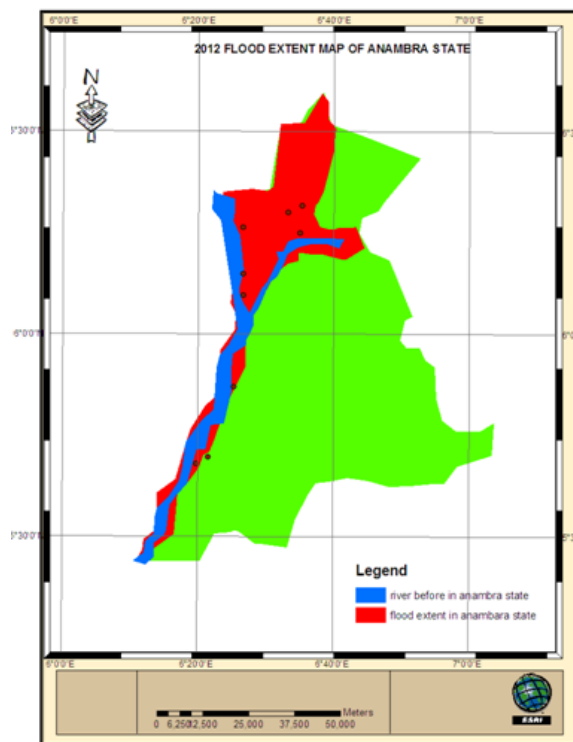 6°0'0"E 6°20'0"E 6°40'0"E 7°0'0"E
2012 FLOOD EXTENT MAP OF ANAMBRA STATE
N
6°0'0"N
Legend
river before in anambra state
flood extent in anambara state
6°0'0"E 6°20'0"E 6°40'0"E 7°0'0"E
Meters
0 6,250 12,500 25,000 37,500 50,000
ESRI